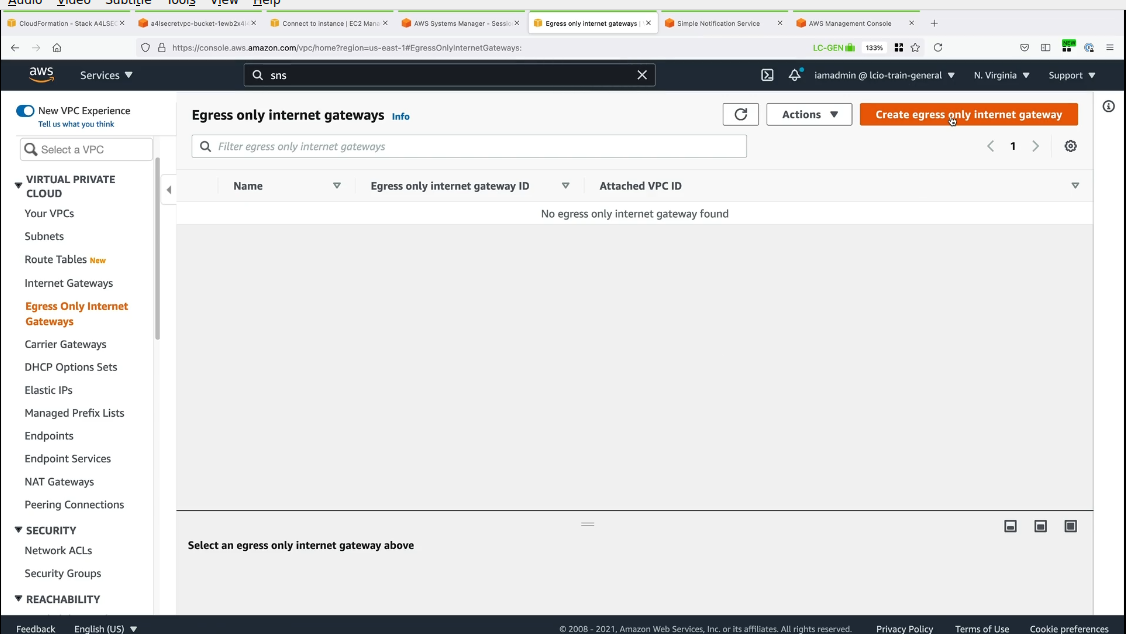 Audio Video Subtitle Tools View Help
CloudFormation - Stack A4LSE
a4lsecretvpc-bucket-1ewb2x4l
Connect to instance | EC2 Mana
AWS Systems Manager - Sessio
Egress only internet gateways |
Simple Notification Service
AWS Management Console
https://console.aws.amazon.com/vpc/home?region=us-east-1#EgressOnlyInternetGateways:
LC-GEN
133%
NEW
aws
Services
sns
iamadmin @ lcio-train-general
N. Virginia
Support
New VPC Experience
Tell us what you think
Select a VPC
VIRTUAL PRIVATE
CLOUD
Your VPCs
Subnets
Route Tables New
Internet Gateways
Egress Only Internet
Gateways
Carrier Gateways
DHCP Options Sets
Elastic IPs
Managed Prefix Lists
Endpoints
Endpoint Services
NAT Gateways
Peering Connections
SECURITY
Network ACLs
Security Groups
REACHABILITY
Egress only internet gateways Info
Actions
Create egress only internet gateway
Filter egress only internet gateways
1
Name
Egress only internet gateway ID
Attached VPC ID
No egress only internet gateway found
Select an egress only internet gateway above
Feedback
English (US)
© 2008 - 2021, Amazon Web Services, Inc. or its affiliates. All rights reserved.
Privacy Policy
Terms of Use
Cookie preferences